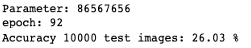 Parameter: 86567656
epoch: 92
Accuracy 10000 test images: 26.03 %